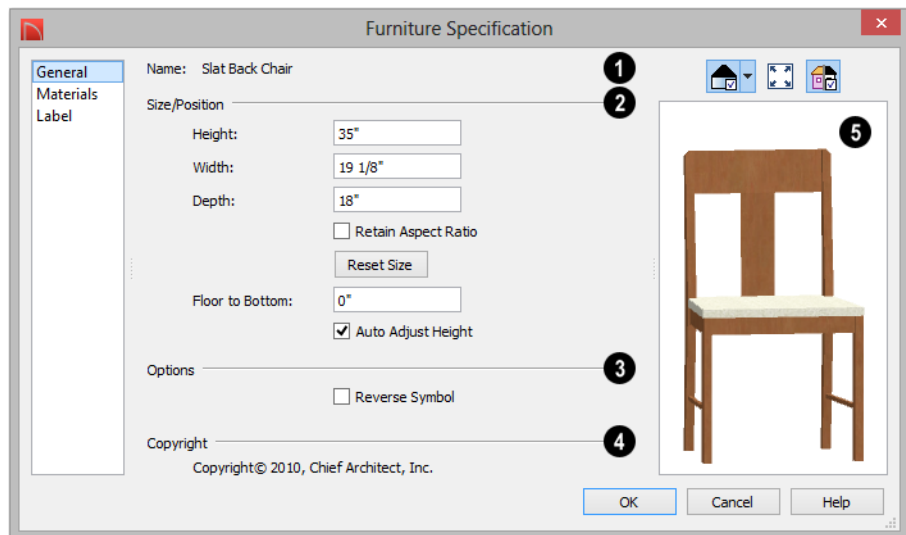 Furniture Specification
General
Materials
Label
Name: Slat Back Chair
1
Size/Position
2
Height: 35"
Width: 19 1/8"
Depth: 18"
Retain Aspect Ratio
Reset Size
Floor to Bottom: 0"
Auto Adjust Height
Options
3
Reverse Symbol
Copyright
4
Copyright© 2010, Chief Architect, Inc.
5
OK Cancel Help